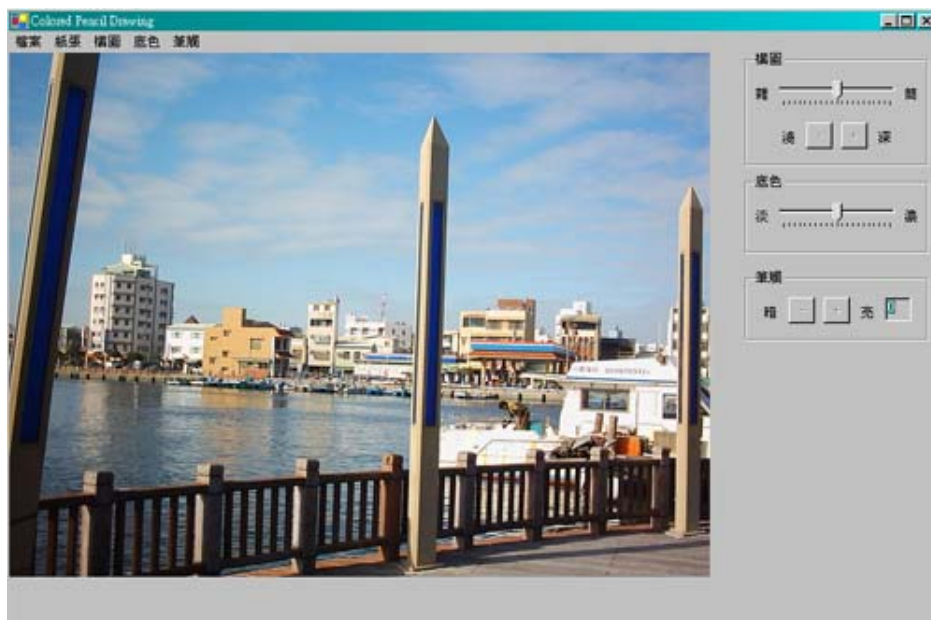 Colored Pencil Drawing
檔案 紙張 構圖 底色 筆觸
構圖
雜 簡
淺 - + 深
底色
淡 濃
筆觸
暗 - + 亮